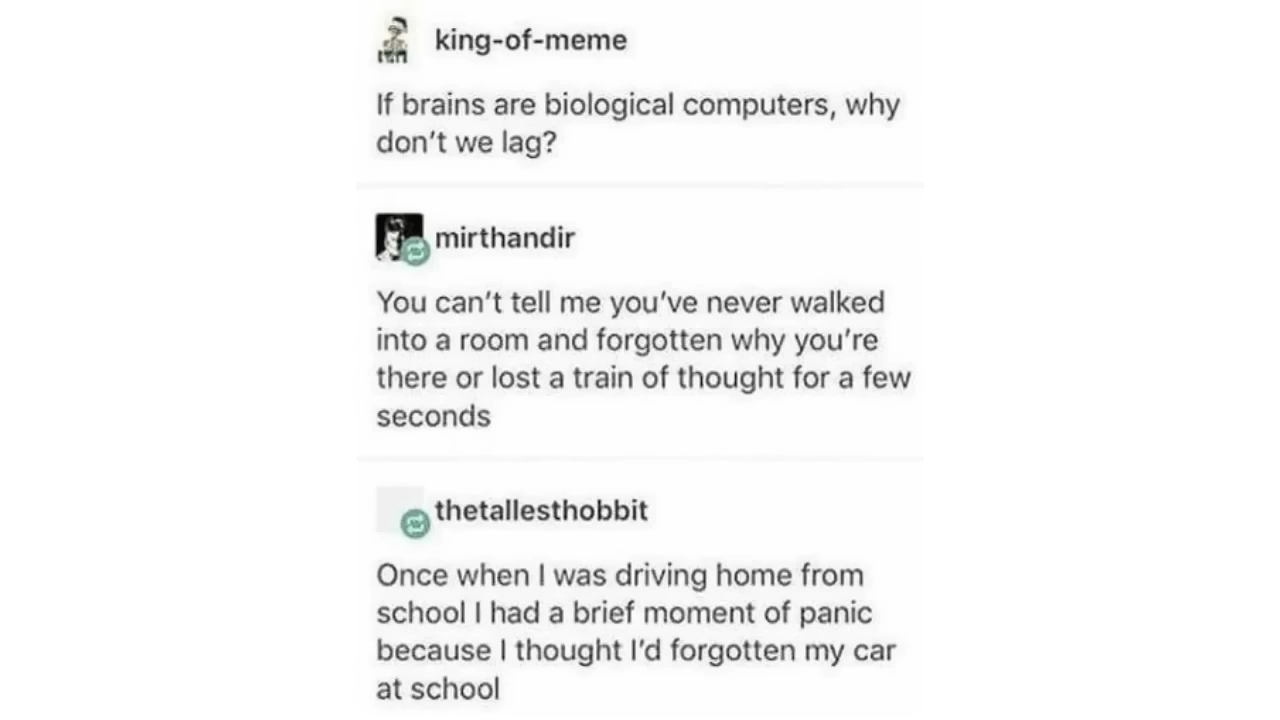 king-of-meme
If brains are biological computers, why
don't we lag?
mirthandir
You can't tell me you've never walked
into a room and forgotten why you're
there or lost a train of thought for a few
seconds
thetallesthobbit
Once when I was driving home from
school I had a brief moment of panic
because I thought I'd forgotten my car
at school